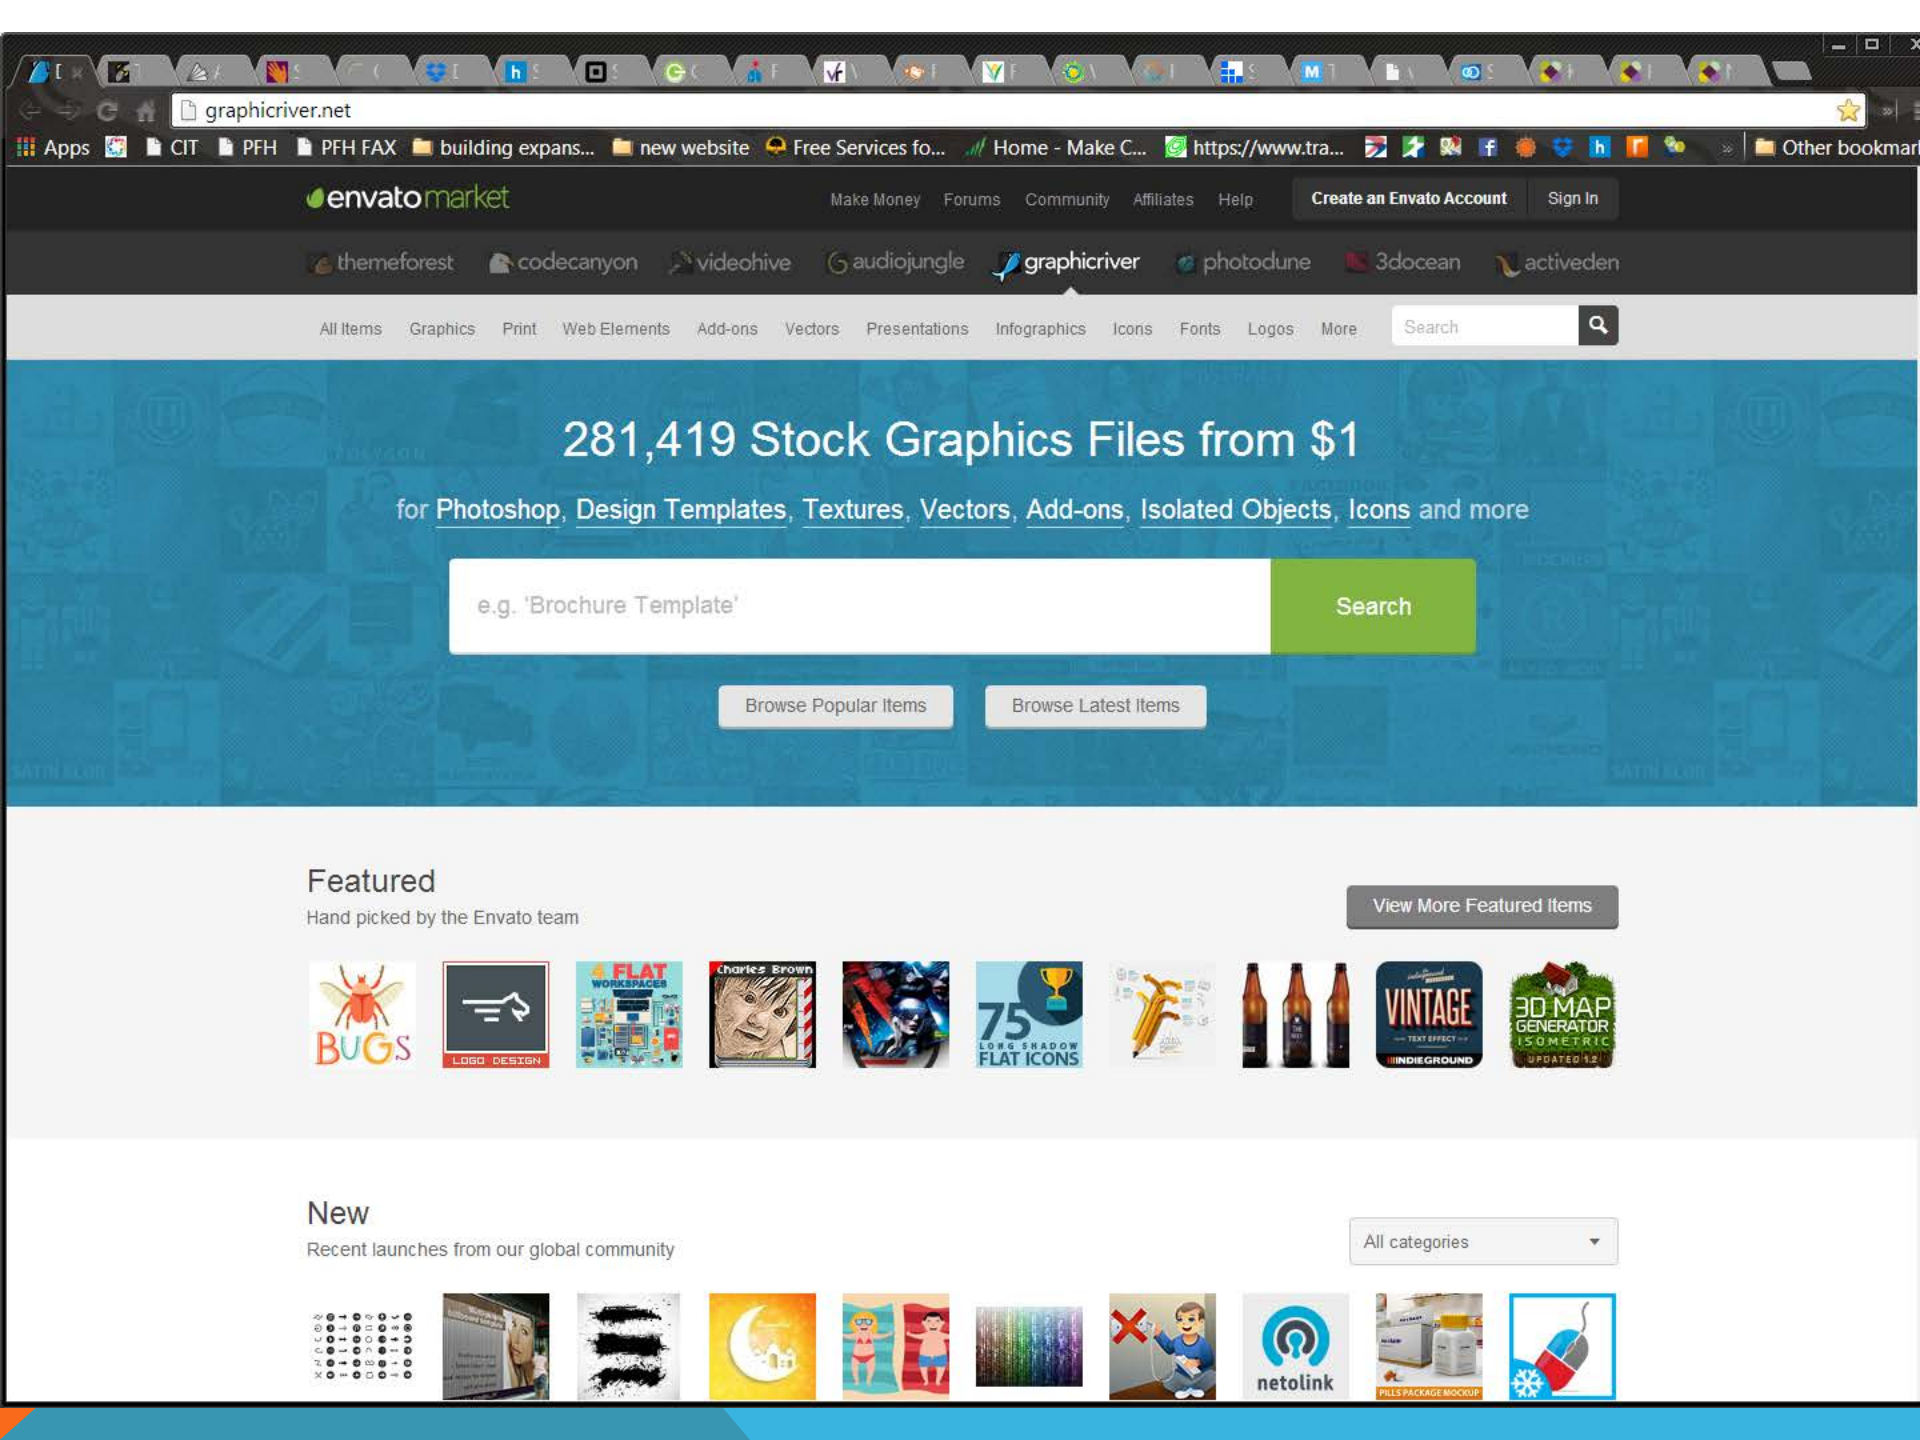 graphicriver.net
Apps CIT PFH PFH FAX building expans... new website Free Services fo... Home - Make C... https://www.tra... Other bookmar
envatomarket Make Money Forums Community Affiliates Help Create an Envato Account Sign In
themeforest codecanyon videohive audiojungle graphicriver photodune 3docean activeden
All Items Graphics Print Web Elements Add-ons Vectors Presentations Infographics Icons Fonts Logos More Search
281,419 Stock Graphics Files from $1
for Photoshop, Design Templates, Textures, Vectors, Add-ons, Isolated Objects, Icons and more
e.g. 'Brochure Template' Search
Browse Popular Items Browse Latest Items
Featured
Hand picked by the Envato team
View More Featured Items
BUGS
LOGO DESIGN
4 FLAT
WORKSPACES
Charles Brown
75
LONG SHADOW
FLAT ICONS
VINTAGE
TEXT EFFECT
INDIEGROUND
3D MAP
GENERATOR
ISOMETRIC
UPDATED 1.2
New
Recent launches from our global community
All categories
netolink
PILLS PACKAGE MOCKUP